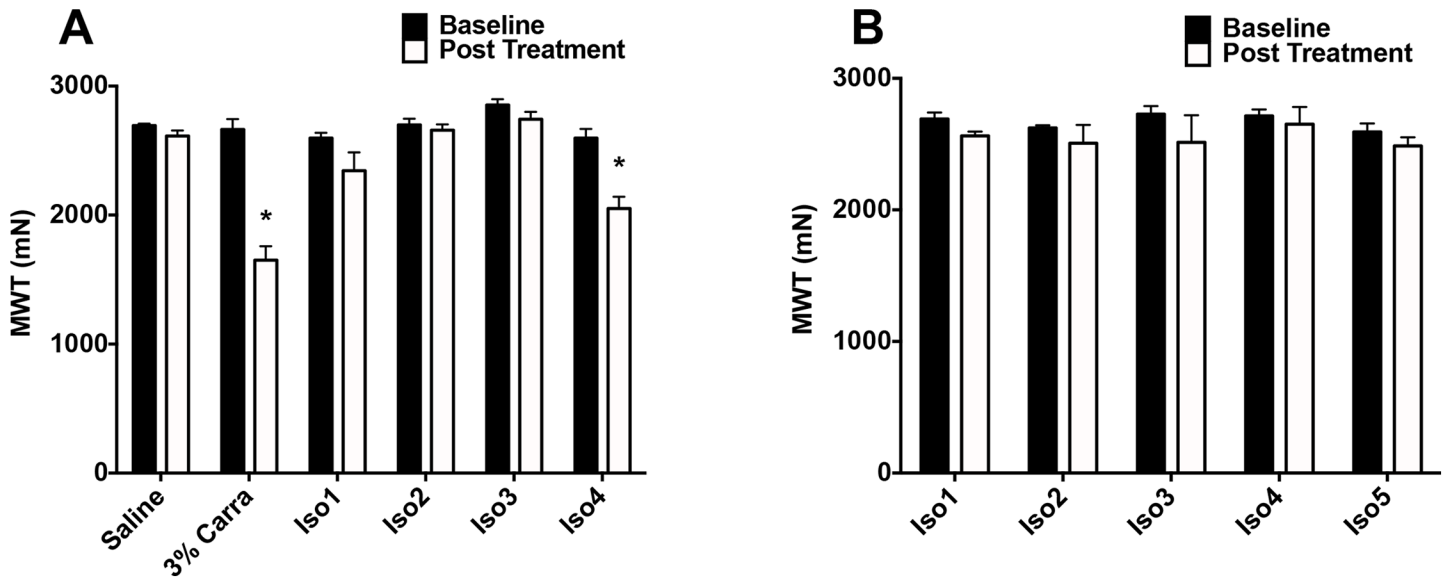 A
Baseline
Post Treatment
MWT (mN)
3000
2000
1000
0
*
*
Saline
3% Carra
Iso1
Iso2
Iso3
Iso4
B
Baseline
Post Treatment
MWT (mN)
3000
2000
1000
0
Iso1
Iso2
Iso3
Iso4
Iso5